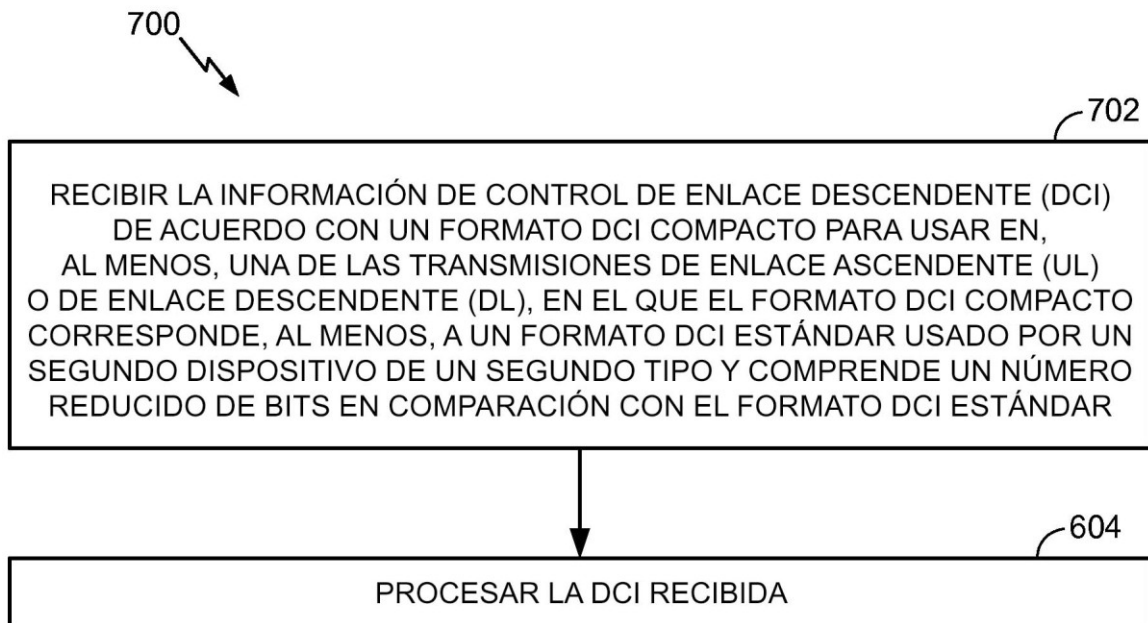 700
702
RECIBIR LA INFORMACIÓN DE CONTROL DE ENLACE DESCENDENTE (DCI)
DE ACUERDO CON UN FORMATO DCI COMPACTO PARA USAR EN,
AL MENOS, UNA DE LAS TRANSMISIONES DE ENLACE ASCENDENTE (UL)
O DE ENLACE DESCENDENTE (DL), EN EL QUE EL FORMATO DCI COMPACTO
CORRESPONDE, AL MENOS, A UN FORMATO DCI ESTÁNDAR USADO POR UN
SEGUNDO DISPOSITIVO DE UN SEGUNDO TIPO Y COMPRENDE UN NÚMERO
REDUCIDO DE BITS EN COMPARACIÓN CON EL FORMATO DCI ESTÁNDAR
604
PROCESAR LA DCI RECIBIDA